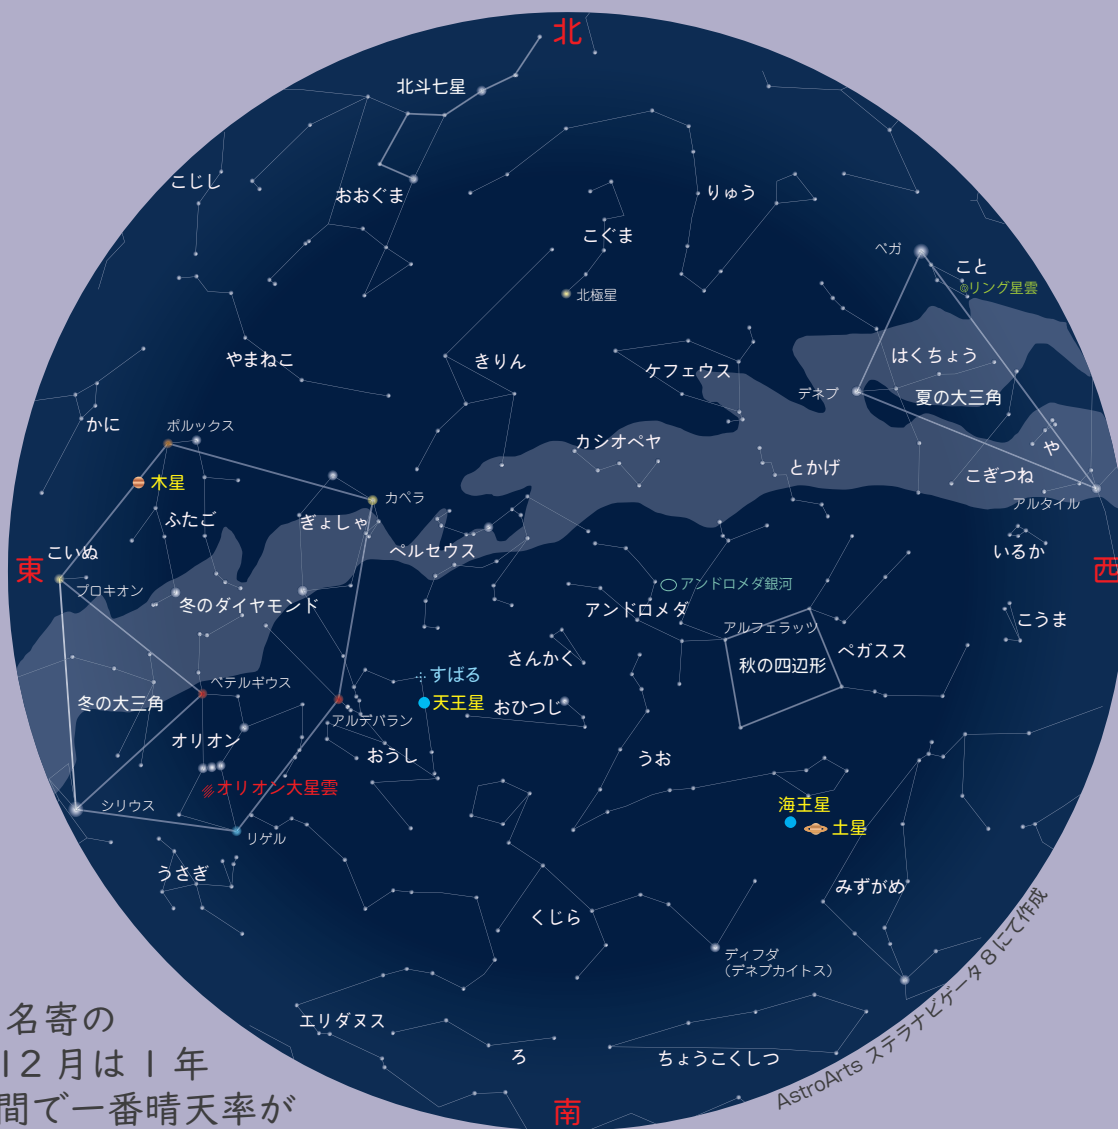 北
北斗七星
こじし
おおぐま
りゅう
こぐま
ベガ
こと
リング星雲
北極星
やまねこ
きりん
ケフェウス
はくちょう
デネブ
夏の大三角
かに
ポルックス
カシオペヤ
とかげ
や
こぎつね
木星
カペラ
アルタイル
ふたご
ぎょしゃ
ペルセウス
いるか
こいぬ
東
西
プロキオン
アンドロメダ銀河
冬のダイヤモンド
アンドロメダ
こうま
アルフェラッツ
ペガスス
さんかく
秋の四辺形
すばる
ベテルギウス
冬の大三角
天王星
おひつじ
アルデバラン
オリオン
おうし
うお
オリオン大星雲
シリウス
海王星
土星
リゲル
うさぎ
みずがめ
くじら
ディフダ
(デネブカイトス)
エリダヌス
ろ
ちょうこくしつ
南
AstroArts ステラナビゲータ8にて作成
名寄の
12月は1年
間で一番晴天率が